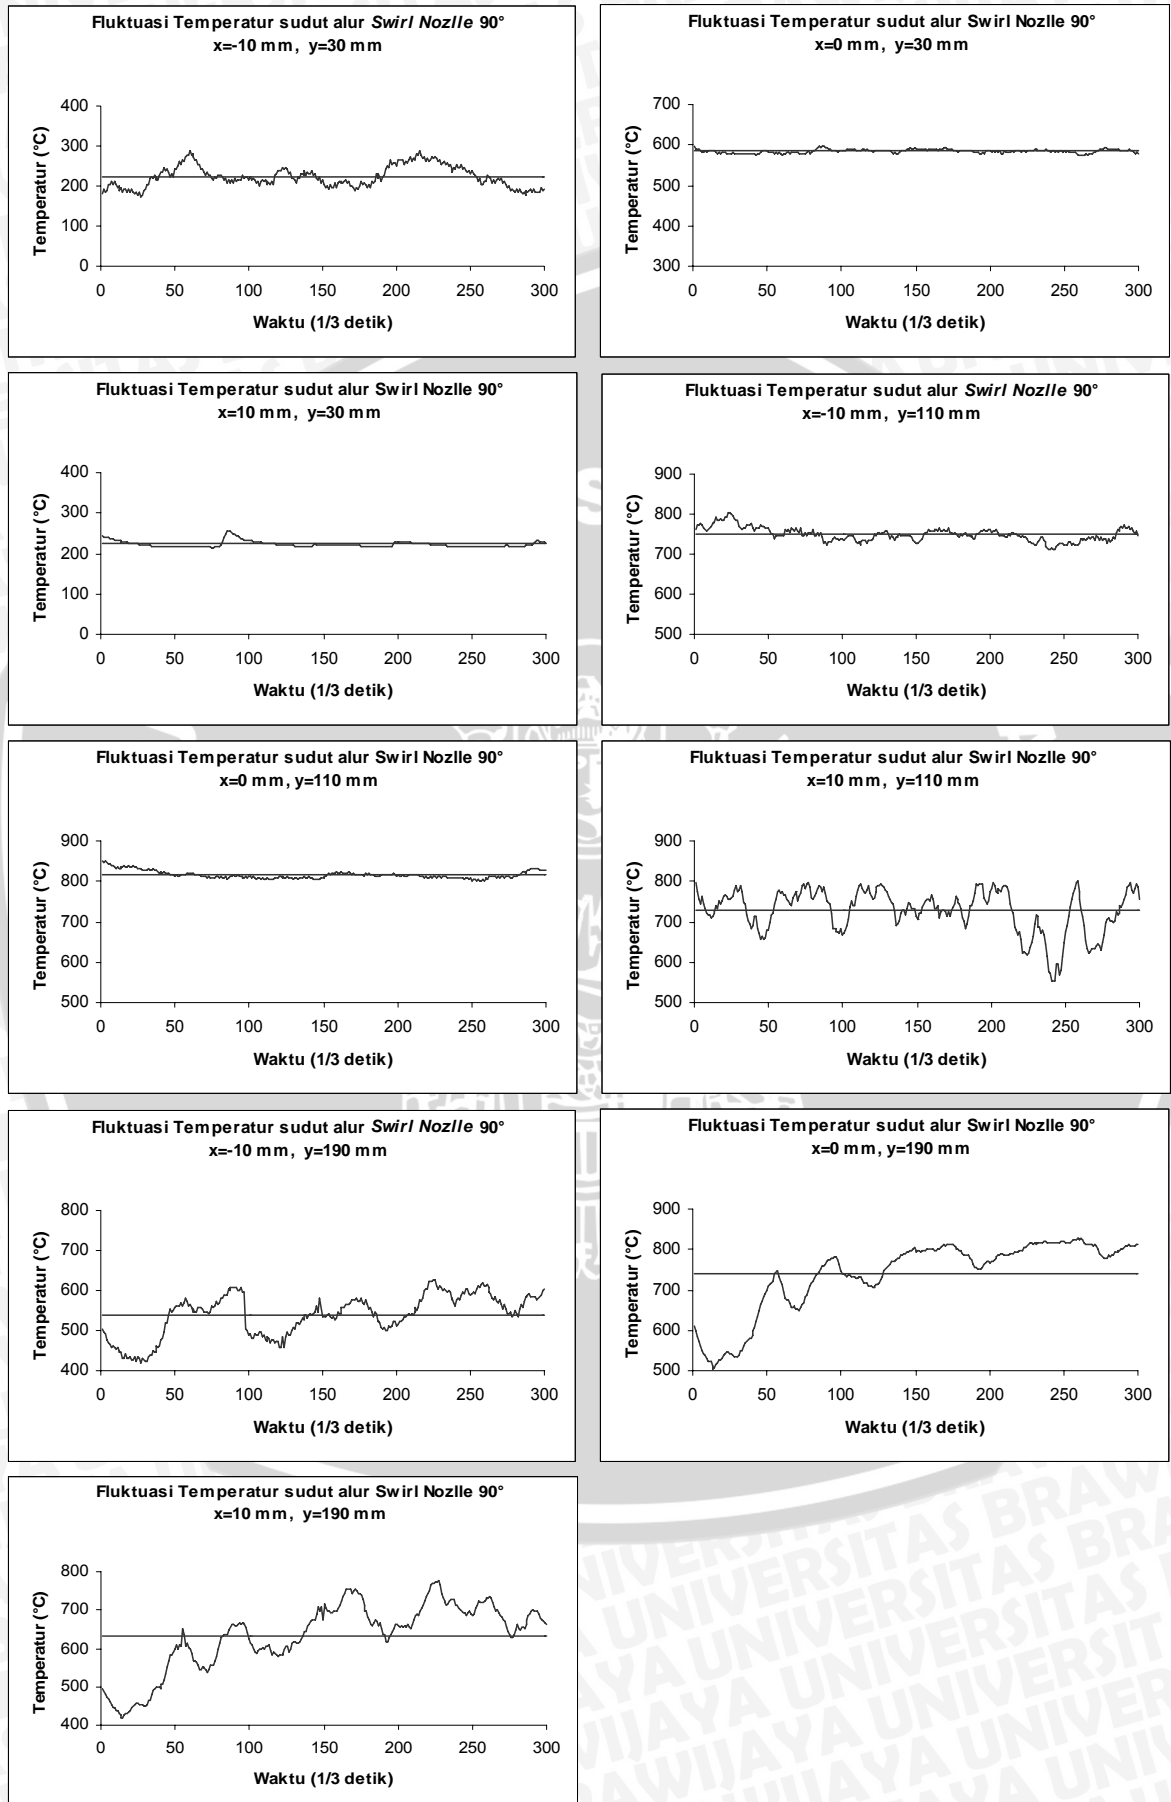 Fluktuasi Temperatur sudut alur Swirl Nozlle 90°
x=-10 mm, y=30 mm
Temperatur (°C)
400
300
200
100
0
0 50 100 150 200 250 300
Waktu (1/3 detik)
Fluktuasi Temperatur sudut alur Swirl Nozlle 90°
x=0 mm, y=30 mm
Temperatur (°C)
700
600
500
400
300
0 50 100 150 200 250 300
Waktu (1/3 detik)
Fluktuasi Temperatur sudut alur Swirl Nozlle 90°
x=10 mm, y=30 mm
Temperatur (°C)
400
300
200
100
0
0 50 100 150 200 250 300
Waktu (1/3 detik)
Fluktuasi Temperatur sudut alur Swirl Nozlle 90°
x=-10 mm, y=110 mm
Temperatur (°C)
900
800
700
600
500
0 50 100 150 200 250 300
Waktu (1/3 detik)
Fluktuasi Temperatur sudut alur Swirl Nozlle 90°
x=0 mm, y=110 mm
Temperatur (°C)
900
800
700
600
500
0 50 100 150 200 250 300
Waktu (1/3 detik)
Fluktuasi Temperatur sudut alur Swirl Nozlle 90°
x=10 mm, y=110 mm
Temperatur (°C)
900
800
700
600
500
0 50 100 150 200 250 300
Waktu (1/3 detik)
Fluktuasi Temperatur sudut alur Swirl Nozlle 90°
x=-10 mm, y=190 mm
Temperatur (°C)
800
700
600
500
400
0 50 100 150 200 250 300
Waktu (1/3 detik)
Fluktuasi Temperatur sudut alur Swirl Nozlle 90°
x=0 mm, y=190 mm
Temperatur (°C)
900
800
700
600
500
0 50 100 150 200 250 300
Waktu (1/3 detik)
Fluktuasi Temperatur sudut alur Swirl Nozlle 90°
x=10 mm, y=190 mm
Temperatur (°C)
800
700
600
500
400
0 50 100 150 200 250 300
Waktu (1/3 detik)